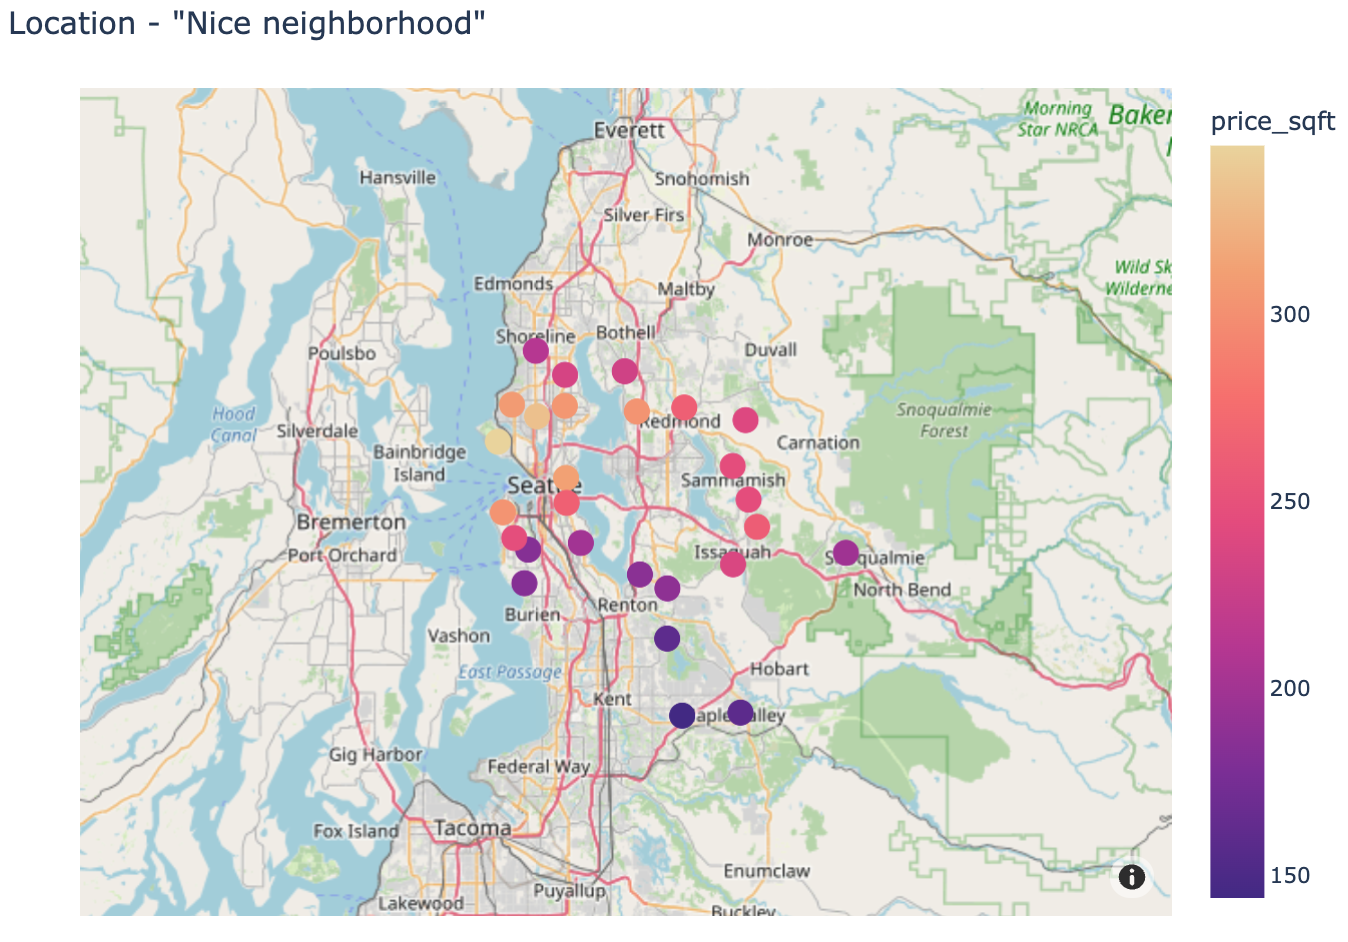 Location - "Nice neighborhood"
price_sqft
300
250
200
150
Everett
Morning
Star NRCA
Baker
Hansville
Snohomish
Silver Firs
Monroe
Wild Sky
Wilderne
Edmonds
Maltby
Shoreline
Bothell
Poulsbo
Duvall
Hood
Canal
Silverdale
Redmond
Snoqualmie
Forest
Carnation
Bainbridge
Island
Seattle
Sammamish
Bremerton
Port Orchard
Issaquah
Snoqualmie
North Bend
Burien
Renton
Vashon
East Passage
Hobart
Kent
aple Valley
Gig Harbor
Federal Way
Fox Island
Tacoma
Enumclaw
Puyallup
Lakewood
Buckley